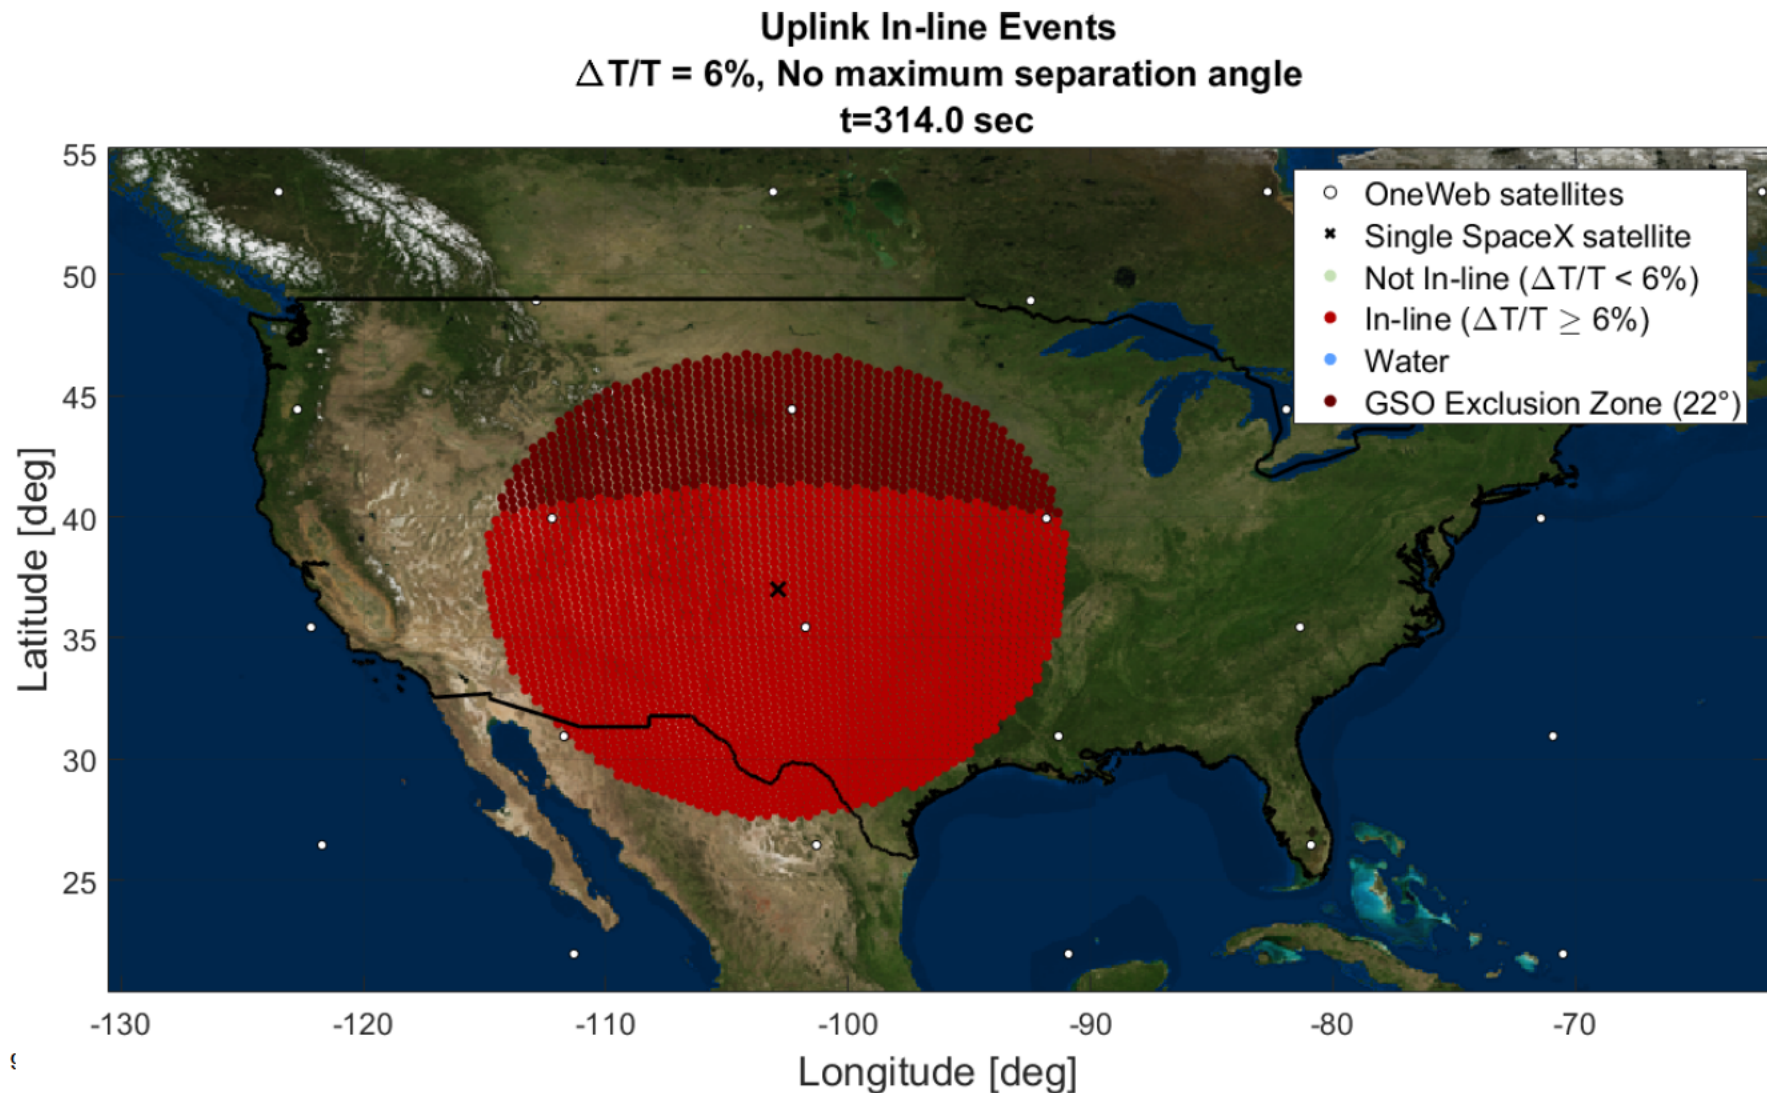 Uplink In-line Events
ΔT/T = 6%, No maximum separation angle
t=314.0 sec
OneWeb satellites
Single SpaceX satellite
Not In-line (ΔT/T < 6%)
In-line (ΔT/T ≥ 6%)
Water
GSO Exclusion Zone (22°)
Latitude [deg]
55
50
45
40
35
30
25
-130 -120 -110 -100 -90 -80 -70
Longitude [deg]